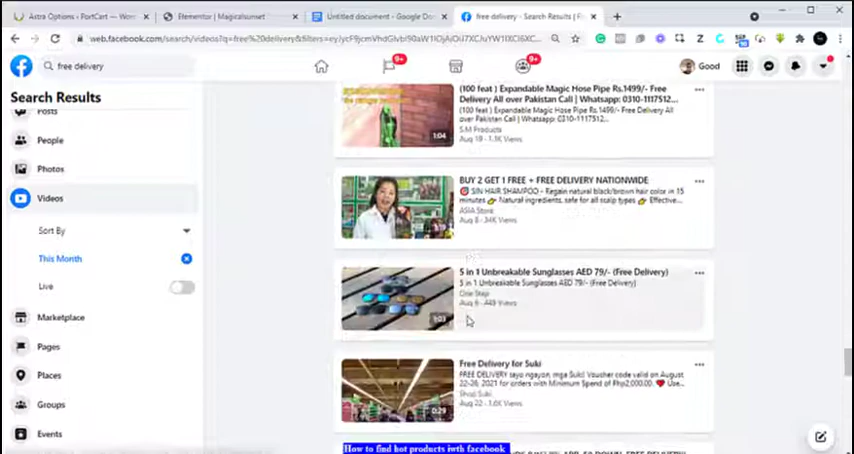 Astra Options ‹ PortCart — Wor
Elementor | Magicalsunset
Untitled document - Google Do
free delivery - Search Results | F
web.facebook.com/search/videos?q=free%20delivery&filters=
free delivery
9+
9+
Good
Search Results
Posts
People
Photos
Videos
Sort By
This Month
Live
Marketplace
Pages
Places
Groups
Events
(100 feat ) Expandable Magic Hose Pipe Rs.1499/- Free
Delivery All over Pakistan Call | Whatsapp: 0310-1117512...
(100 feat ) Expandable Magic Hose Pipe Rs.1499/- Free Delivery
All over Pakistan Call | Whatsapp: 0310-1117512...
S.M Products
Aug 19 · 1.1K Views
1:04
BUY 2 GET 1 FREE + FREE DELIVERY NATIONWIDE
🎯 SIN HAIR SHAMPOO - Regain natural black/brown hair color in 15
minutes 👉 Natural ingredients, safe for all scalp types 👉 Effective...
ASIA Store
Aug 8 · 34K Views
5 in 1 Unbreakable Sunglasses AED 79/- (Free Delivery)
5 in 1 Unbreakable Sunglasses AED 79/- (Free Delivery)
One Step
Aug 6 · 449 Views
1:03
Free Delivery for Suki
FREE DELIVERY sayo ngayon, mga Suki! Voucher code valid on August
22-28, 2021 for orders with Minimum Spend of Php2,000.00. ❤️ Use...
Shop Suki
Aug 22 · 1.0K Views
0:29
How to find hot products iwth facebook